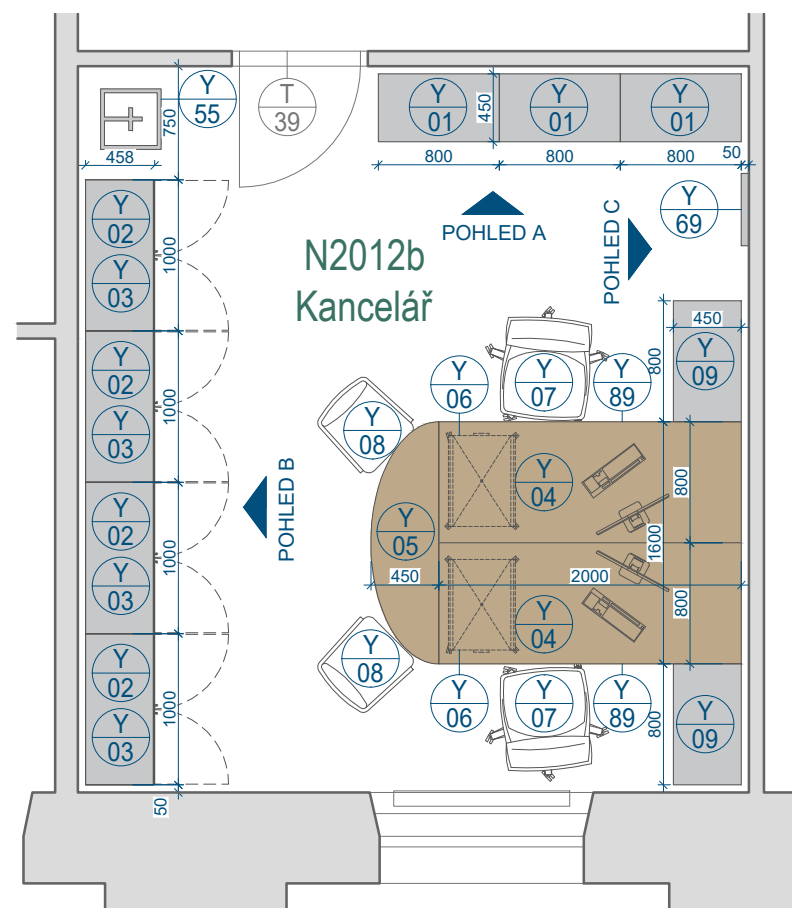 Y
55
T
39
Y
01
Y
01
Y
01
450
750
458
800
800
800
50
Y
02
Y
03
1000
POHLED A
POHLED C
Y
69
N2012b
Kancelář
450
800
Y
09
Y
02
Y
03
1000
Y
06
Y
07
Y
89
Y
08
Y
04
800
Y
05
1600
450
2000
POHLED B
Y
02
Y
03
1000
Y
04
800
Y
08
Y
06
Y
07
Y
89
800
Y
09
Y
02
Y
03
1000
50